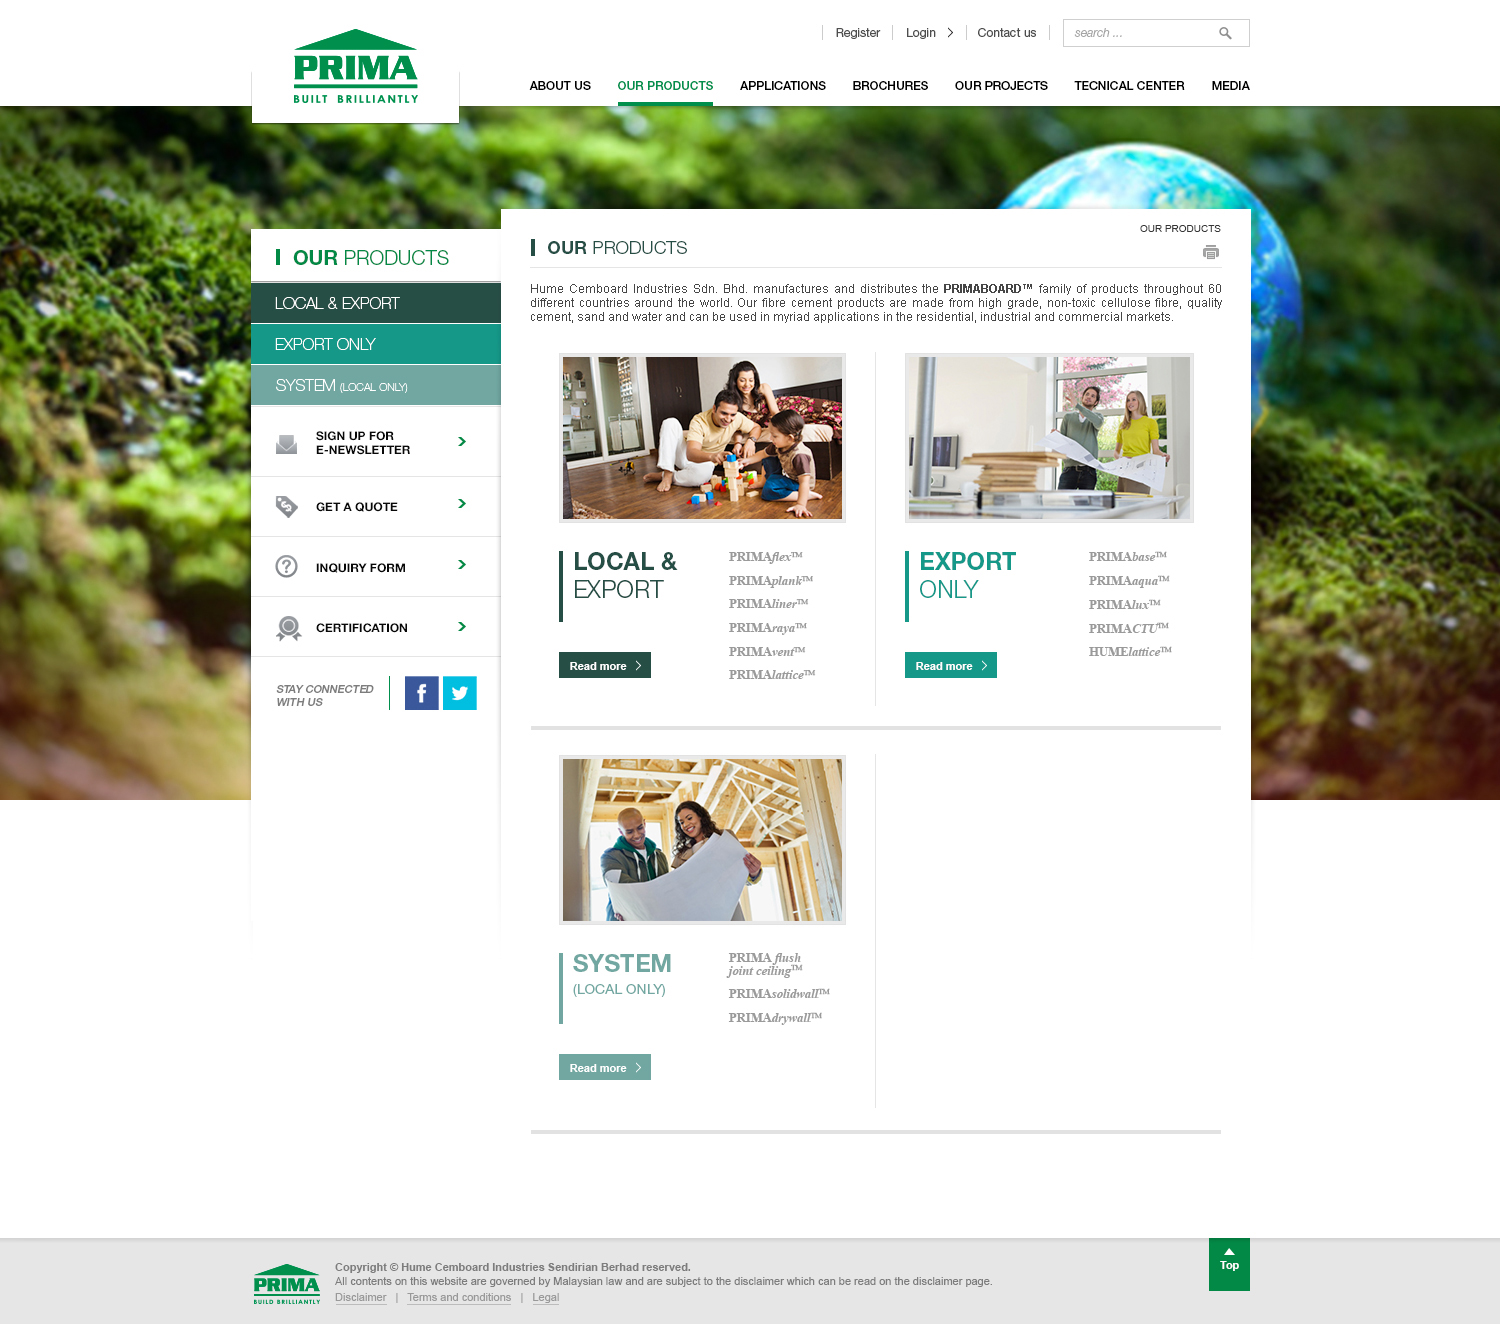 PRIMA
BUILT BRILLIANTLY
Register
Login
Contact us
search ...
ABOUT US
OUR PRODUCTS
APPLICATIONS
BROCHURES
OUR PROJECTS
TECNICAL CENTER
MEDIA
OUR PRODUCTS
LOCAL & EXPORT
EXPORT ONLY
SYSTEM (LOCAL ONLY)
SIGN UP FOR
E-NEWSLETTER
GET A QUOTE
INQUIRY FORM
CERTIFICATION
STAY CONNECTED
WITH US
OUR PRODUCTS
OUR PRODUCTS
Hume Cemboard Industries Sdn. Bhd. manufactures and distributes the PRIMABOARD™ family of products throughout 60
different countries around the world. Our fibre cement products are made from high grade, non-toxic cellulose fibre, quality
cement, sand and water and can be used in myriad applications in the residential, industrial and commercial markets.
LOCAL &
EXPORT
Read more
PRIMAflex™
PRIMAplank™
PRIMAliner™
PRIMAraya™
PRIMAvent™
PRIMAlattice™
EXPORT
ONLY
Read more
PRIMAbase™
PRIMAaqua™
PRIMAlux™
PRIMACTU™
HUMElattice™
SYSTEM
(LOCAL ONLY)
Read more
PRIMA flush
joint ceiling™
PRIMAsolidwall™
PRIMAdrywall™
PRIMA
BUILD BRILLIANTLY
Copyright © Hume Cemboard Industries Sendirian Berhad reserved.
All contents on this website are governed by Malaysian law and are subject to the disclaimer which can be read on the disclaimer page.
Disclaimer | Terms and conditions | Legal
Top